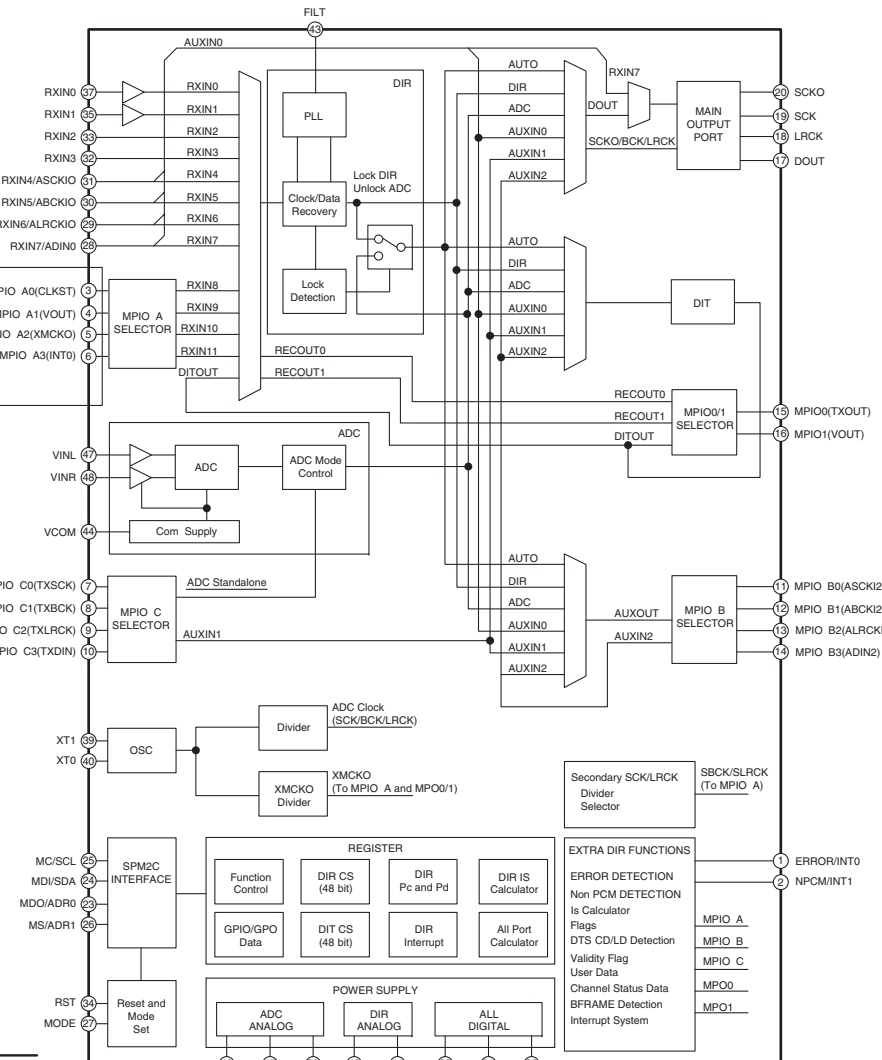 FILT
43
AUXIN0
RXIN0 37 RXIN0
RXIN1 35 RXIN1
RXIN2 33 RXIN2
RXIN3 32 RXIN3
RXIN4/ASCKIO 31 RXIN4
RXIN5/ABCKIO 30 RXIN5
RXIN6/ALRCKIO 29 RXIN6
RXIN7/ADIN0 28 RXIN7
A0(CLKST) 3 RXIN8
A1(VOUT) 4 RXIN9
A2(XMCKO) 5 RXIN10
MPIO A3(INT0) 6 RXIN11
MPIO A
SELECTOR
DITOUT
DIR
PLL
Clock/Data
Recovery
Lock
Detection
Lock DIR
Unlock ADC
RECOUT0
RECOUT1
AUTO
DIR
ADC
AUXIN0
AUXIN1
AUXIN2
RXIN7
DOUT
SCKO/BCK/LRCK
MAIN
OUTPUT
PORT
20 SCKO
19 SCK
18 LRCK
17 DOUT
AUTO
DIR
ADC
AUXIN0
AUXIN1
AUXIN2
DIT
RECOUT0
RECOUT1
DITOUT
MPIO0/1
SELECTOR
15 MPIO0(TXOUT)
16 MPIO1(VOUT)
ADC
VINL 47
VINR 48
ADC
ADC Mode
Control
VCOM 44
Com Supply
C0(TXSCK) 7
C1(TXBCK) 8
C2(TXLRCK) 9
C3(TXDIN) 10
MPIO C
SELECTOR
ADC Standalone
AUXIN1
AUTO
DIR
ADC
AUXIN0
AUXIN1
AUXIN2
AUXOUT
AUXIN2
MPIO B
SELECTOR
11 MPIO B0(ASCKI2
12 MPIO B1(ABCKI2
13 MPIO B2(ALRCKI
14 MPIO B3(ADIN2)
XT1 39
XT0 40
OSC
Divider
ADC Clock
(SCK/BCK/LRCK)
XMCKO
Divider
XMCKO
(To MPIO A and MPO0/1)
Secondary SCK/LRCK
Divider
Selector
SBCK/SLRCK
(To MPIO A)
MC/SCL 25
MDI/SDA 24
MDO/ADR0 23
MS/ADR1 26
SPM2C
INTERFACE
REGISTER
Function
Control
DIR CS
(48 bit)
DIR
Pc and Pd
DIR IS
Calculator
GPIO/GPO
Data
DIT CS
(48 bit)
DIR
Interrupt
All Port
Calculator
EXTRA DIR FUNCTIONS
ERROR DETECTION
Non PCM DETECTION
Is Calculator
Flags
DTS CD/LD Detection
Validity Flag
User Data
Channel Status Data
BFRAME Detection
Interrupt System
1 ERROR/INT0
2 NPCM/INT1
MPIO A
MPIO B
MPIO C
MPO0
MPO1
RST 34
MODE 27
Reset and
Mode
Set
POWER SUPPLY
ADC
ANALOG
DIR
ANALOG
ALL
DIGITAL